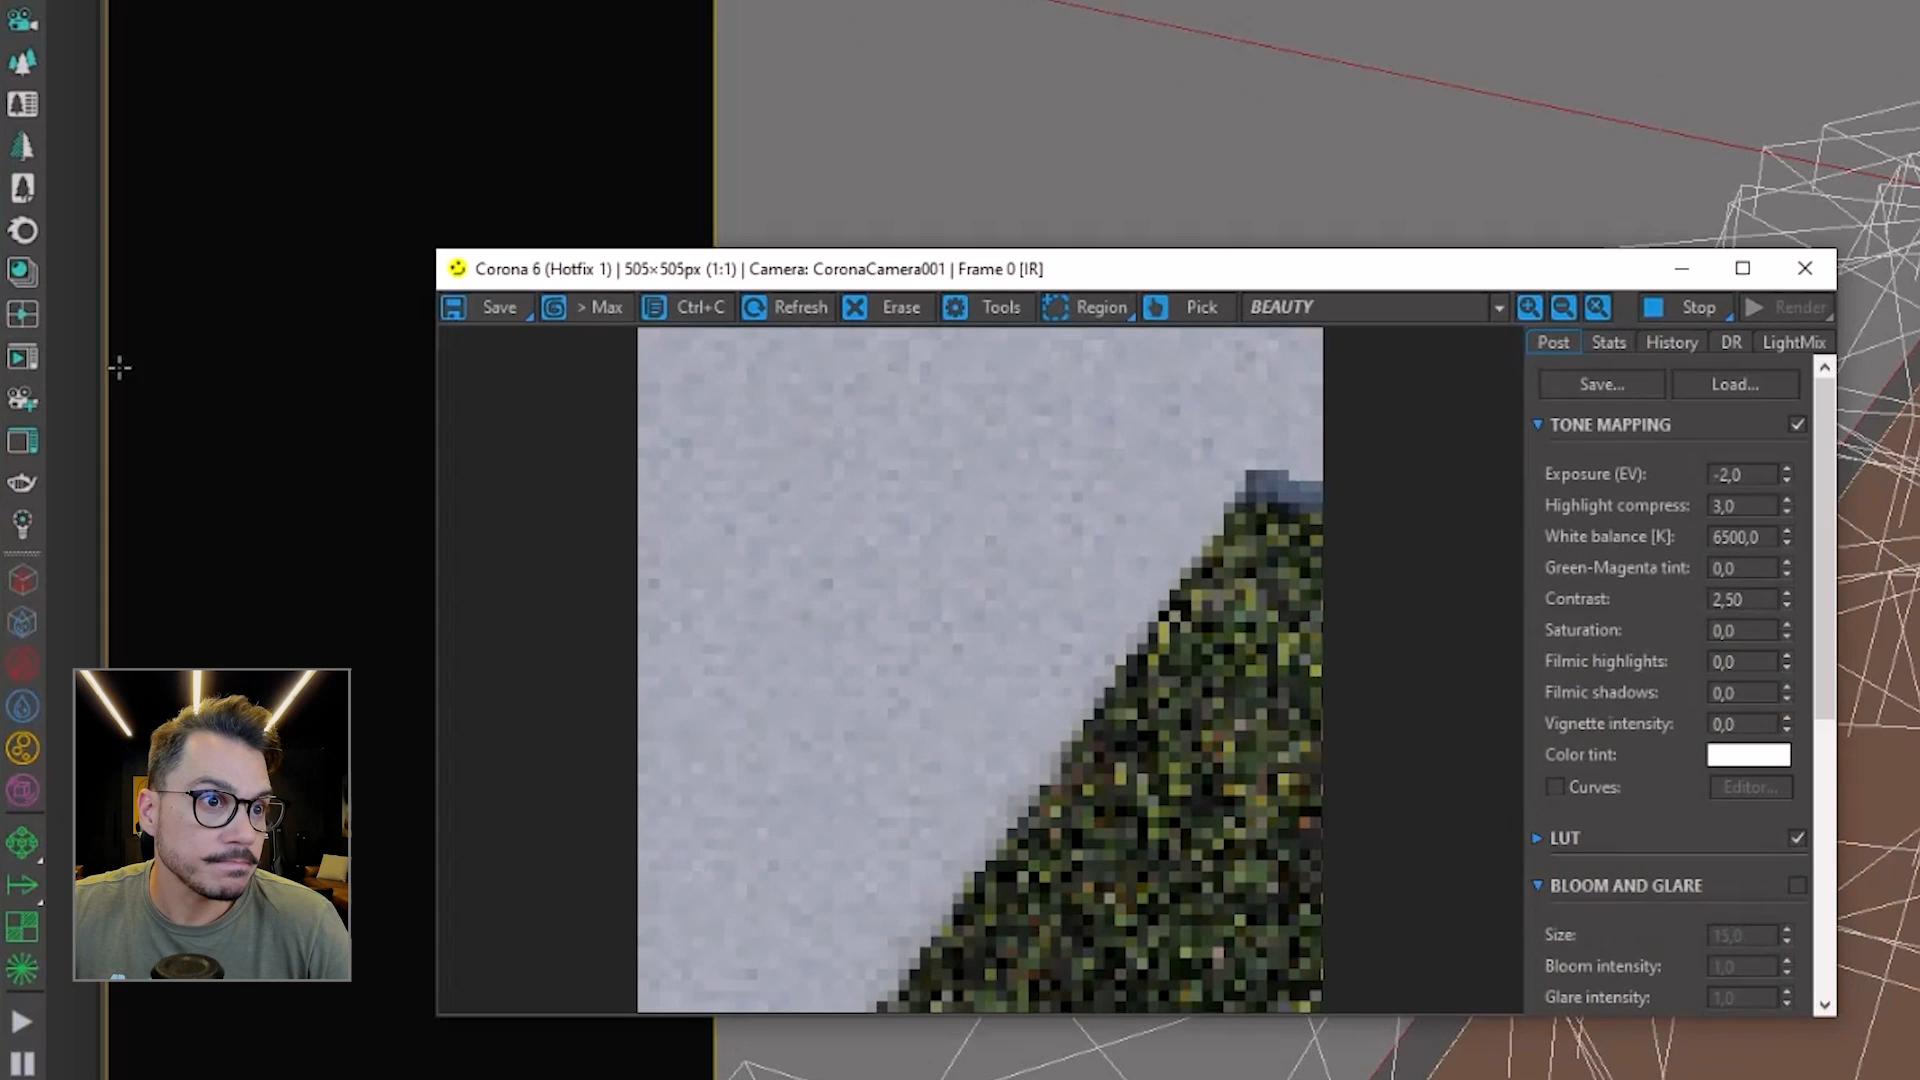 Corona 6 (Hotfix 1) | 505×505px (1:1) | Camera: CoronaCamera001 | Frame 0 [IR]
Save > Max Ctrl+C Refresh Erase Tools Region Pick BEAUTY Stop Render
Post Stats History DR LightMix
Save... Load...
TONE MAPPING
Exposure (EV): -2,0
Highlight compress: 3,0
White balance [K]: 6500,0
Green-Magenta tint: 0,0
Contrast: 2,50
Saturation: 0,0
Filmic highlights: 0,0
Filmic shadows: 0,0
Vignette intensity: 0,0
Color tint:
Curves: Editor...
LUT
BLOOM AND GLARE
Size: 15,0
Bloom intensity: 1,0
Glare intensity: 1,0